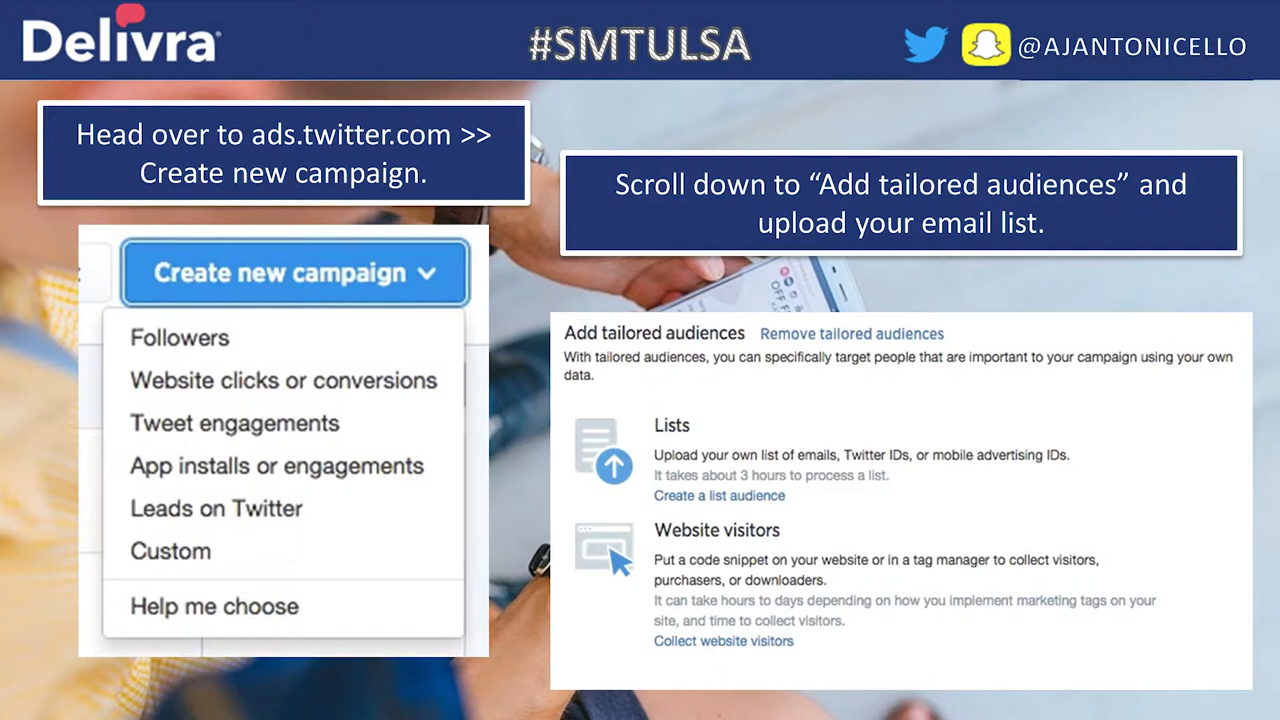 Delivra
#SMTULSA
@AJANTONICELLO
Head over to ads.twitter.com >>
Create new campaign.
Create new campaign
Followers
Website clicks or conversions
Tweet engagements
App installs or engagements
Leads on Twitter
Custom
Help me choose
Scroll down to “Add tailored audiences” and
upload your email list.
OFF
Add tailored audiences Remove tailored audiences
With tailored audiences, you can specifically target people that are important to your campaign using your own
data.
Lists
Upload your own list of emails, Twitter IDs, or mobile advertising IDs.
It takes about 3 hours to process a list.
Create a list audience
Website visitors
Put a code snippet on your website or in a tag manager to collect visitors,
purchasers, or downloaders.
It can take hours to days depending on how you implement marketing tags on your
site, and time to collect visitors.
Collect website visitors